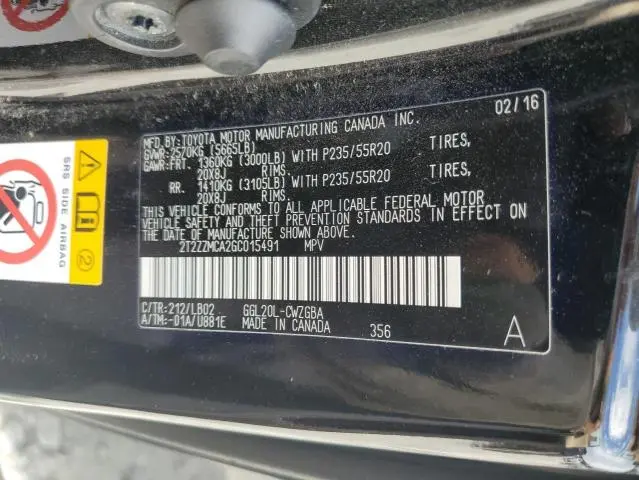 02/16
MFD.BY:TOYOTA MOTOR MANUFACTURING CANADA INC.
GVWR:2570KG (5665LB)
GAWR:FRT. 1360KG (3000LB) WITH P235/55R20 TIRES,
20X8J RIMS.
RR. 1410KG (3105LB) WITH P235/55R20 TIRES,
20X8J RIMS.
THIS VEHICLE CONFORMS TO ALL APPLICABLE FEDERAL MOTOR
VEHICLE SAFETY AND THEFT PREVENTION STANDARDS IN EFFECT ON
THE DATE OF MANUFACTURE SHOWN ABOVE.
2T2ZZMCA2GC015491 MPV
C/TR:212/LB02 GGL20L-CWZGBA
A/TM:-01A/U881E MADE IN CANADA 356 A
SRS SIDE AIRBAG
2